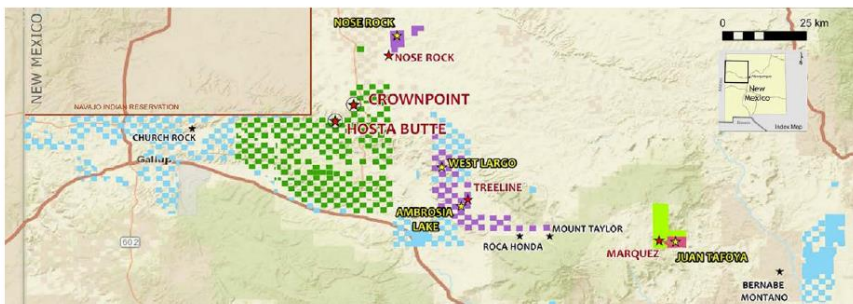 NEW MEXICO
NOSE ROCK
NOSE ROCK
0 25 km
New
Mexico
Index Map
NAVAJO INDIAN RESERVATION
CROWNPOINT
HOSTA BUTTE
CHURCH ROCK
Gallup
WEST LARGO
TREELINE
AMBROSIA
LAKE
602
ROCA HONDA
MOUNT TAYLOR
MARQUEZ
JUAN TAFOYA
BERNABE
MONTANO